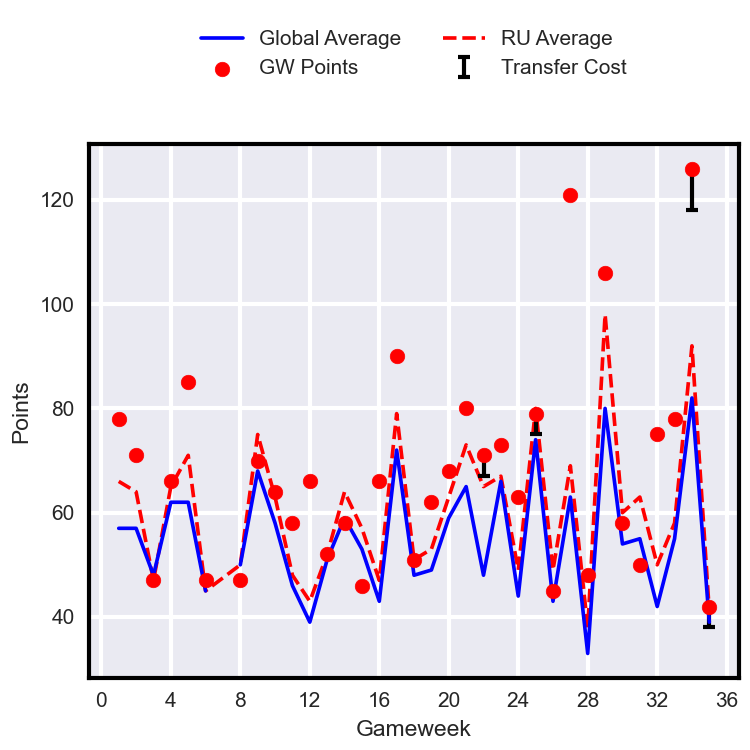 Global Average
RU Average
GW Points
Transfer Cost
120
100
80
60
40
Points
0 4 8 12 16 20 24 28 32 36
Gameweek